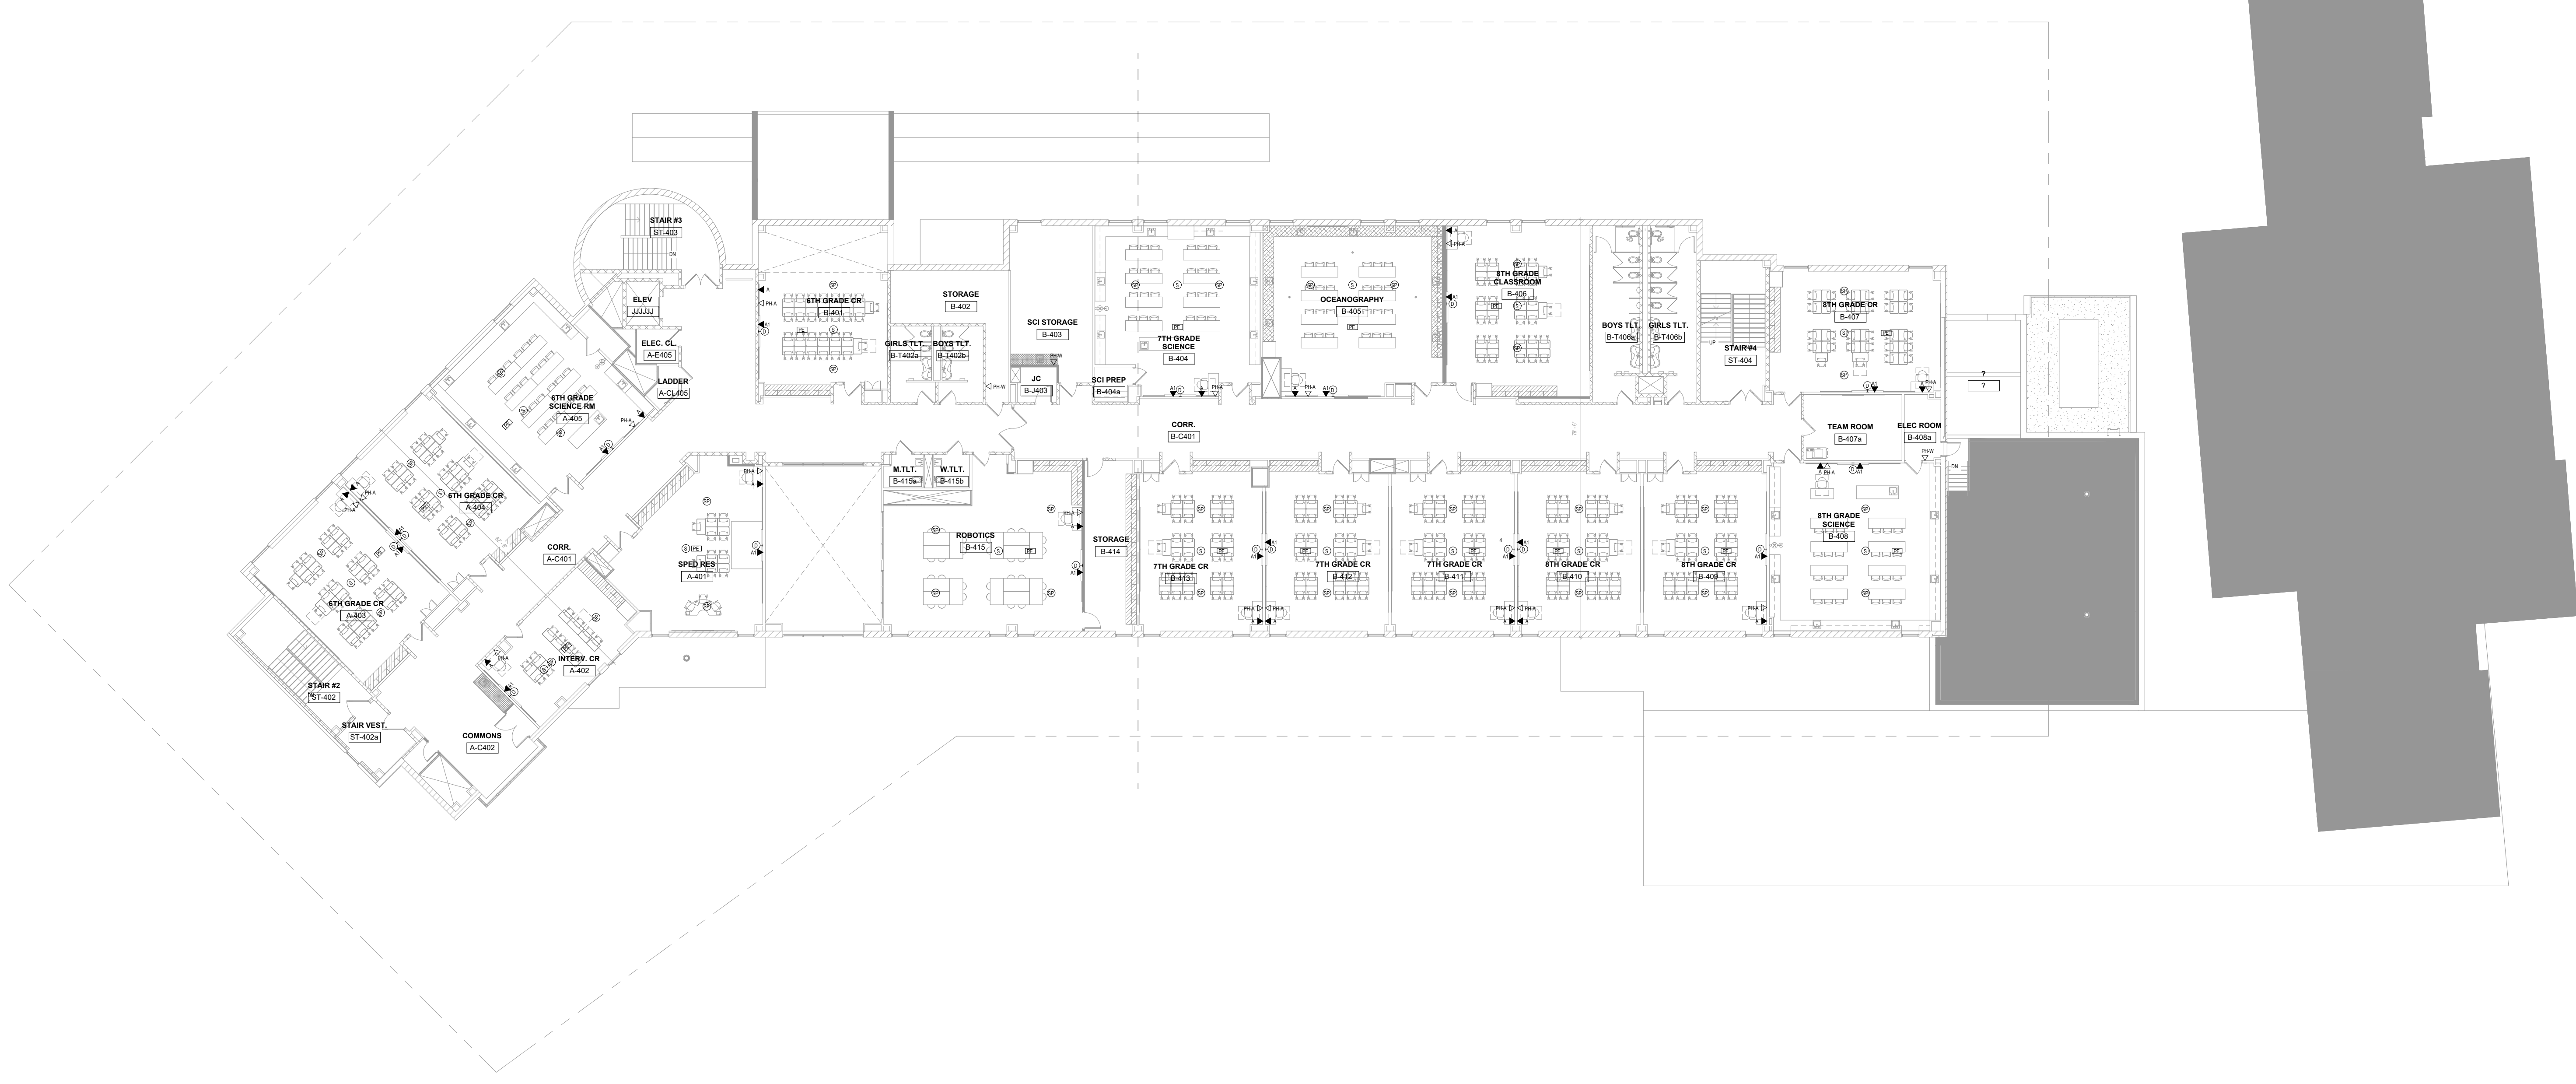 STAIR #3
ST-403
DN
ELEV
JJJJJJ
ELEC. CL.
A-E405
LADDER
A-CL405
6TH GRADE
SCIENCE RM
A-405
6TH GRADE CR
A-404
6TH GRADE CR
A-403
CORR.
A-C401
STAIR #2
ST-402
STAIR VEST.
ST-402a
COMMONS
A-C402
INTERV. CR
A-402
SPED RES
A-401
6TH GRADE CR
B-401
STORAGE
B-402
GIRLS TLT.
B-T402a
BOYS TLT.
B-T402b
SCI STORAGE
B-403
JC
B-J403
SCI PREP
B-404a
7TH GRADE
SCIENCE
B-404
OCEANOGRAPHY
B-405
8TH GRADE
CLASSROOM
B-406
BOYS TLT.
B-T406a
GIRLS TLT.
B-T406b
STAIR #4
ST-404
UP
8TH GRADE CR
B-407
?
?
TEAM ROOM
B-407a
ELEC ROOM
B-408a
DN
CORR.
B-C401
M.TLT.
B-415a
W.TLT.
B-415b
ROBOTICS
B-415
STORAGE
B-414
7TH GRADE CR
B-413
7TH GRADE CR
B-412
7TH GRADE CR
B-411
8TH GRADE CR
B-410
8TH GRADE CR
B-409
8TH GRADE
SCIENCE
B-408